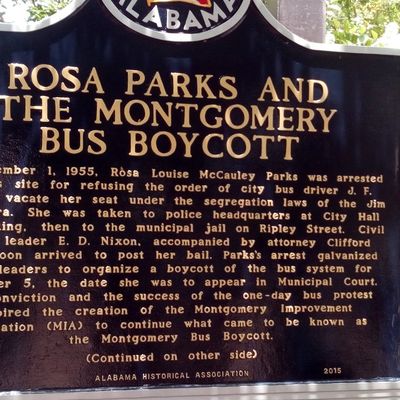 ALABAMA
ROSA PARKS AND
THE MONTGOMERY
BUS BOYCOTT
ember 1, 1955, Rosa Louise McCauley Parks was arrested
s site for refusing the order of city bus driver J. F.
vacate her seat under the segregation laws of the Jim
ra. She was taken to police headquarters at City Hall
ing, then to the municipal jail on Ripley Street. Civil
leader E. D. Nixon, accompanied by attorney Clifford
oon arrived to post her bail. Parks's arrest galvanized
leaders to organize a boycott of the bus system for
er 5, the date she was to appear in Municipal Court.
onviction and the success of the one-day bus protest
pired the creation of the Montgomery Improvement
ation (MIA) to continue what came to be known as
the Montgomery Bus Boycott.
(Continued on other side)
ALABAMA HISTORICAL ASSOCIATION 2015